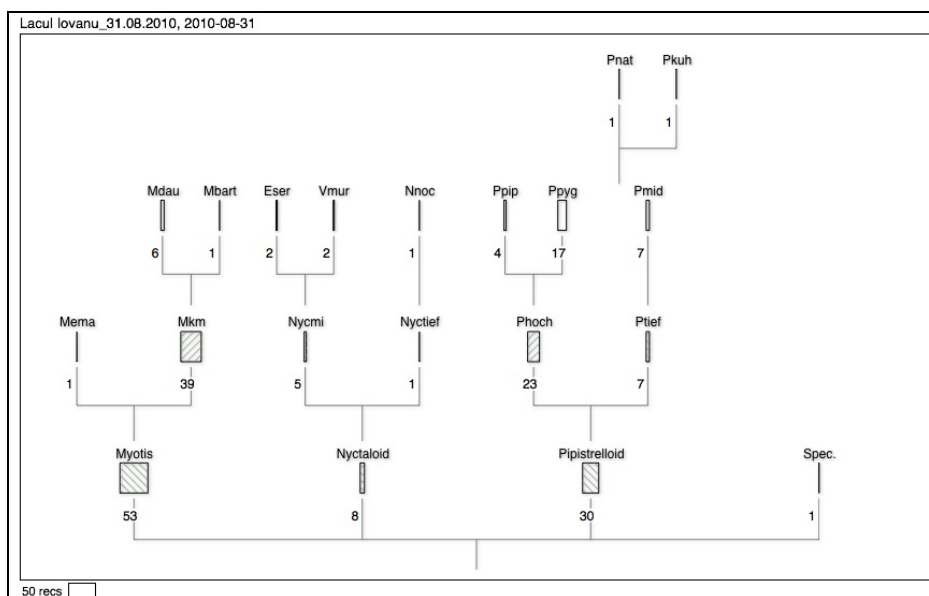 Lacul Iovanu_31.08.2010, 2010-08-31
Pnat Pkuh
1 1
Mdau Mbart Eser Vmur Nnoc Ppip Ppyg Pmid
6 1 2 2 1 4 17 7
Mema Mkm Nycmi Nyctief Phoch Ptief
1 39 5 1 23 7
Myotis Nyctaloid Pipistrelloid Spec.
53 8 30 1
50 recs